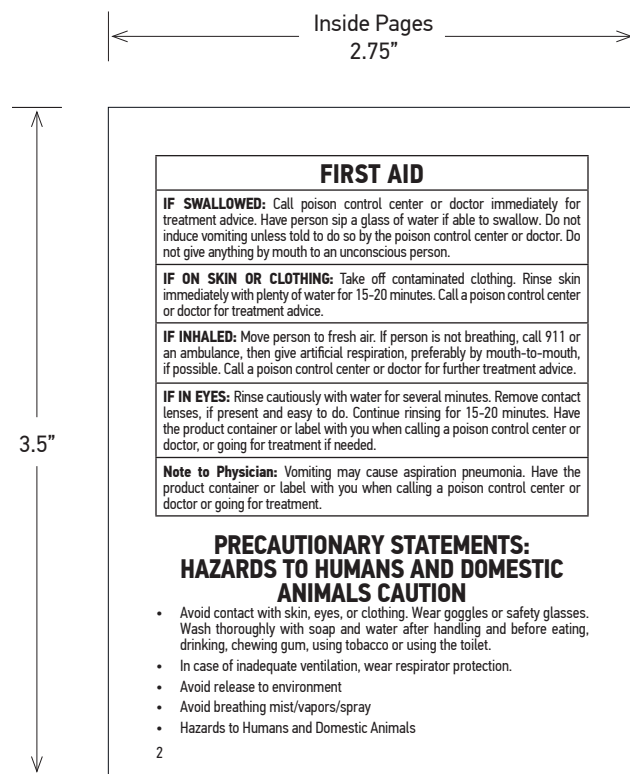 Inside Pages
2.75”
3.5”
FIRST AID
IF SWALLOWED: Call poison control center or doctor immediately for
treatment advice. Have person sip a glass of water if able to swallow. Do not
induce vomiting unless told to do so by the poison control center or doctor. Do
not give anything by mouth to an unconscious person.
IF ON SKIN OR CLOTHING: Take off contaminated clothing. Rinse skin
immediately with plenty of water for 15-20 minutes. Call a poison control center
or doctor for treatment advice.
IF INHALED: Move person to fresh air. If person is not breathing, call 911 or
an ambulance, then give artificial respiration, preferably by mouth-to-mouth,
if possible. Call a poison control center or doctor for further treatment advice.
IF IN EYES: Rinse cautiously with water for several minutes. Remove contact
lenses, if present and easy to do. Continue rinsing for 15-20 minutes. Have
the product container or label with you when calling a poison control center or
doctor, or going for treatment if needed.
Note to Physician: Vomiting may cause aspiration pneumonia. Have the
product container or label with you when calling a poison control center or
doctor or going for treatment.
PRECAUTIONARY STATEMENTS:
HAZARDS TO HUMANS AND DOMESTIC
ANIMALS CAUTION
• Avoid contact with skin, eyes, or clothing. Wear goggles or safety glasses.
Wash thoroughly with soap and water after handling and before eating,
drinking, chewing gum, using tobacco or using the toilet.
• In case of inadequate ventilation, wear respirator protection.
• Avoid release to environment
• Avoid breathing mist/vapors/spray
• Hazards to Humans and Domestic Animals
2